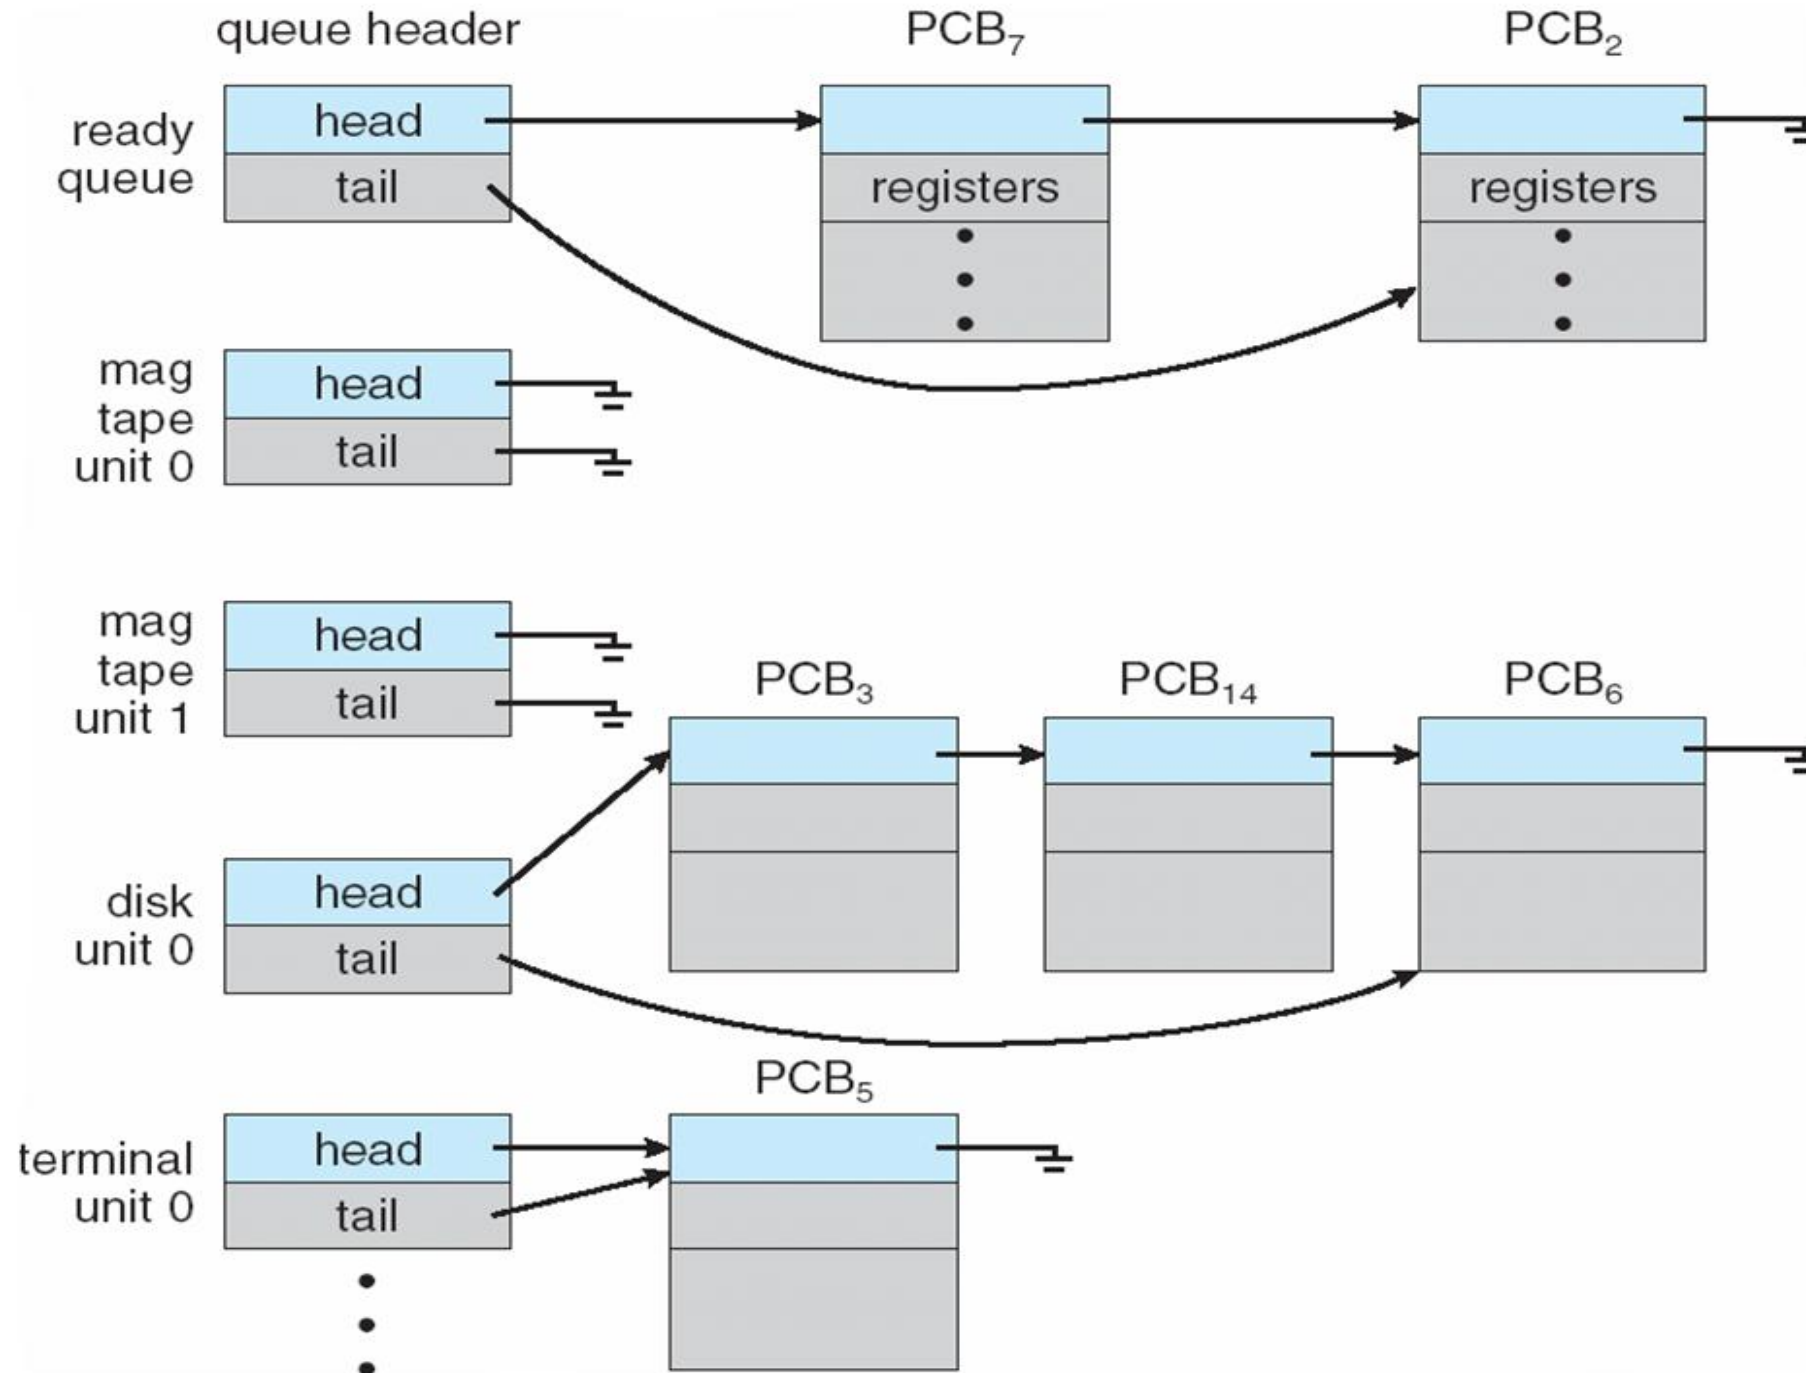 queue header
PCB₇
PCB₂
ready
queue
head
tail
registers
registers
mag
tape
unit 0
head
tail
mag
tape
unit 1
head
tail
PCB₃
PCB₁₄
PCB₆
disk
unit 0
head
tail
PCB₅
terminal
unit 0
head
tail